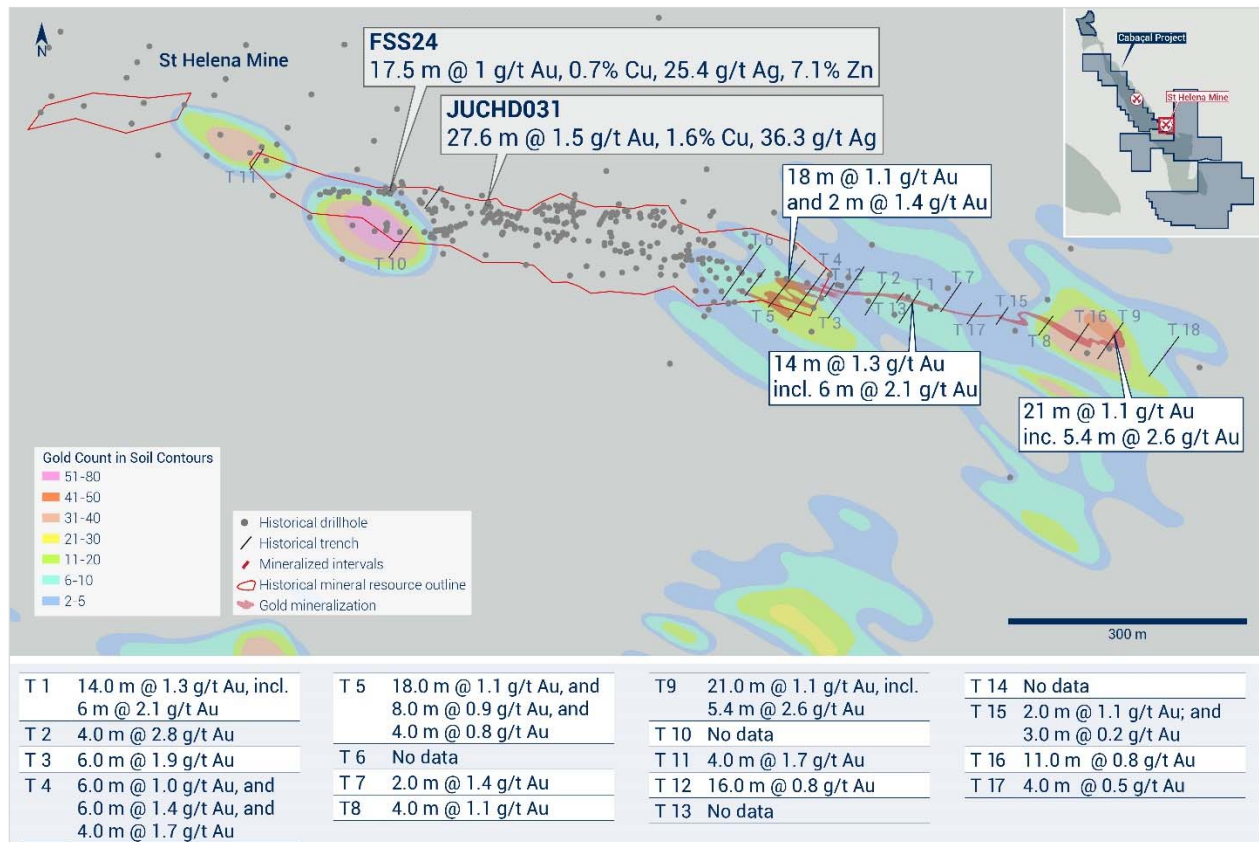 N
St Helena Mine
FSS24
17.5 m @ 1 g/t Au, 0.7% Cu, 25.4 g/t Ag, 7.1% Zn
JUCHD031
27.6 m @ 1.5 g/t Au, 1.6% Cu, 36.3 g/t Ag
Cabaçal Project
St Helena Mine
18 m @ 1.1 g/t Au
and 2 m @ 1.4 g/t Au
T 11
T 10
T 6
T 4
T 12
T 2
T 1
T 7
T 5
T 3
T 13
T 17
T 15
T 8
T 16
T 9
T 18
14 m @ 1.3 g/t Au
incl. 6 m @ 2.1 g/t Au
21 m @ 1.1 g/t Au
inc. 5.4 m @ 2.6 g/t Au
Gold Count in Soil Contours
51-80
41-50
31-40
21-30
11-20
6-10
2-5
Historical drillhole
Historical trench
Mineralized intervals
Historical mineral resource outline
Gold mineralization
300 m
T 1 14.0 m @ 1.3 g/t Au, incl.
6 m @ 2.1 g/t Au
T 2 4.0 m @ 2.8 g/t Au
T 3 6.0 m @ 1.9 g/t Au
T 4 6.0 m @ 1.0 g/t Au, and
6.0 m @ 1.4 g/t Au, and
4.0 m @ 1.7 g/t Au
T 5 18.0 m @ 1.1 g/t Au, and
8.0 m @ 0.9 g/t Au, and
4.0 m @ 0.8 g/t Au
T 6 No data
T 7 2.0 m @ 1.4 g/t Au
T8 4.0 m @ 1.1 g/t Au
T9 21.0 m @ 1.1 g/t Au, incl.
5.4 m @ 2.6 g/t Au
T 10 No data
T 11 4.0 m @ 1.7 g/t Au
T 12 16.0 m @ 0.8 g/t Au
T 13 No data
T 14 No data
T 15 2.0 m @ 1.1 g/t Au; and
3.0 m @ 0.2 g/t Au
T 16 11.0 m @ 0.8 g/t Au
T 17 4.0 m @ 0.5 g/t Au